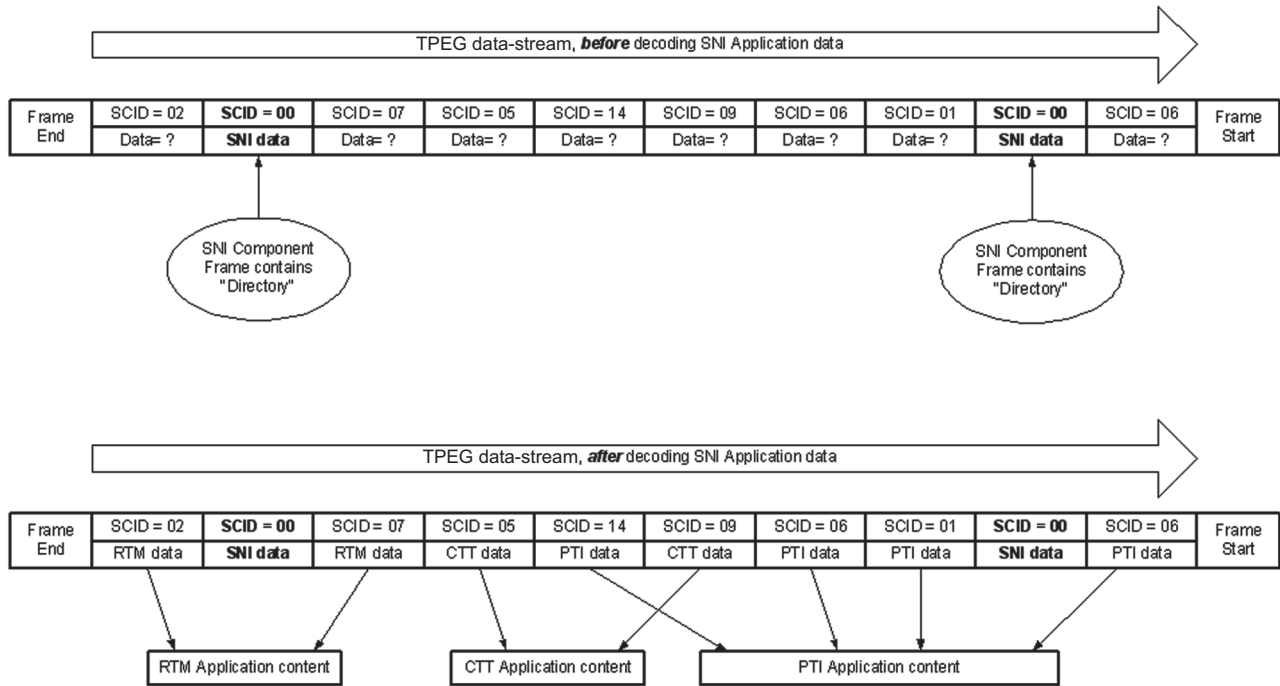 TPEG data-stream, before decoding SNI Application data
Frame End SCID = 02 SCID = 00 SCID = 07 SCID = 05 SCID = 14 SCID = 09 SCID = 06 SCID = 01 SCID = 00 SCID = 06 Frame Start
Data= ? SNI data Data= ? Data= ? Data= ? Data= ? Data= ? Data= ? SNI data Data= ?
SNI Component
Frame contains
"Directory"
SNI Component
Frame contains
"Directory"
TPEG data-stream, after decoding SNI Application data
Frame End SCID = 02 SCID = 00 SCID = 07 SCID = 05 SCID = 14 SCID = 09 SCID = 06 SCID = 01 SCID = 00 SCID = 06 Frame Start
RTM data SNI data RTM data CTT data PTI data CTT data PTI data PTI data SNI data PTI data
RTM Application content CTT Application content PTI Application content